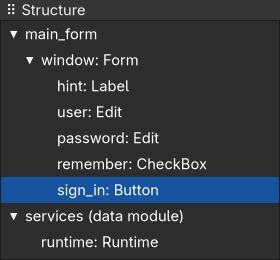 Structure
main_form
window: Form
hint: Label
user: Edit
password: Edit
remember: CheckBox
sign_in: Button
services (data module)
runtime: Runtime